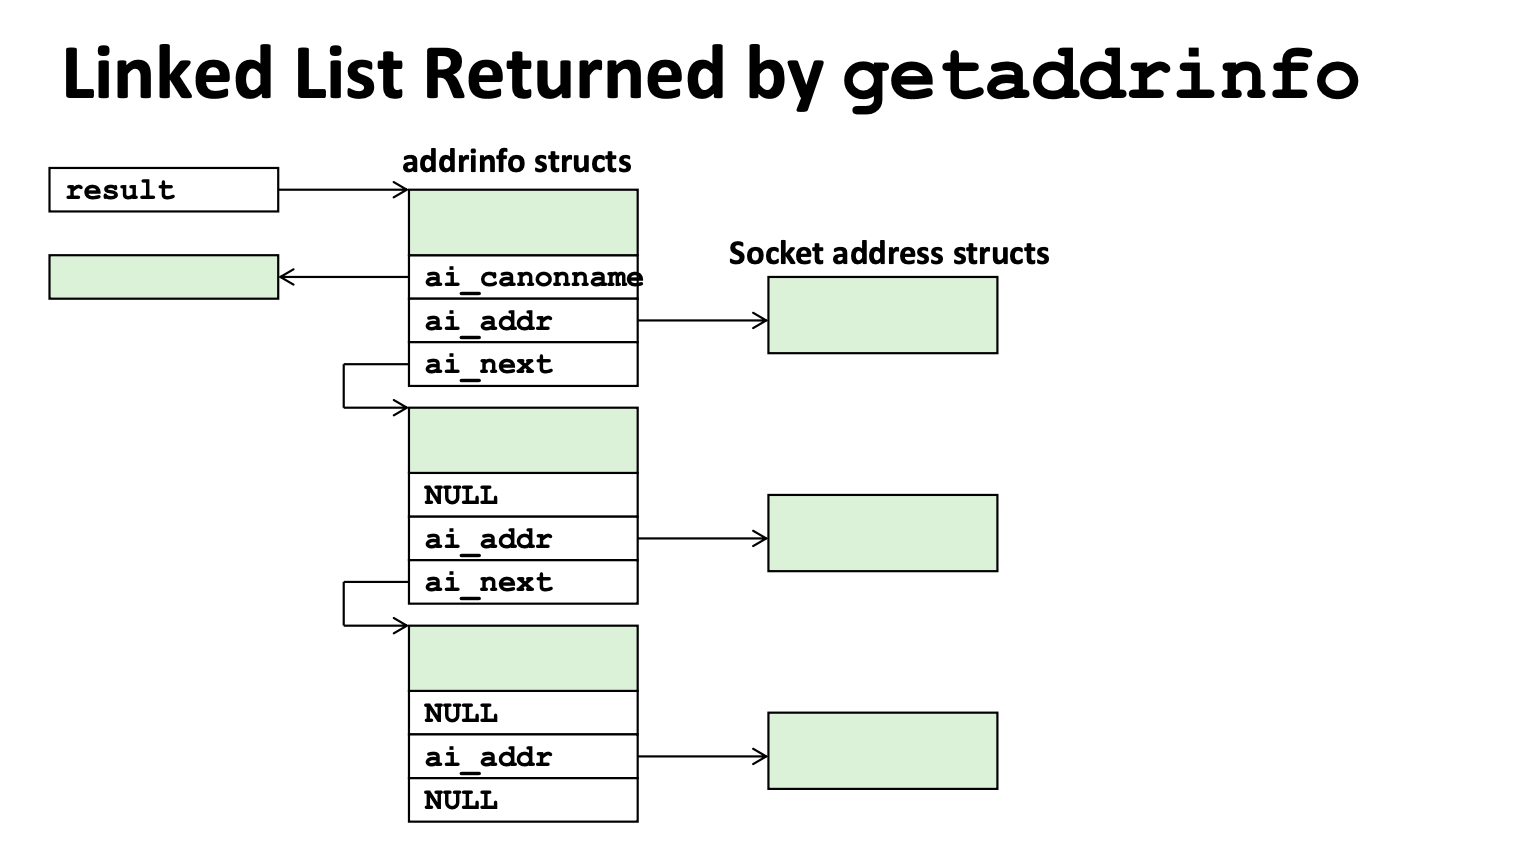 Linked List Returned by getaddrinfo
addrinfo structs
result
Socket address structs
ai_canonname
ai_addr
ai_next
NULL
ai_addr
ai_next
NULL
ai_addr
NULL